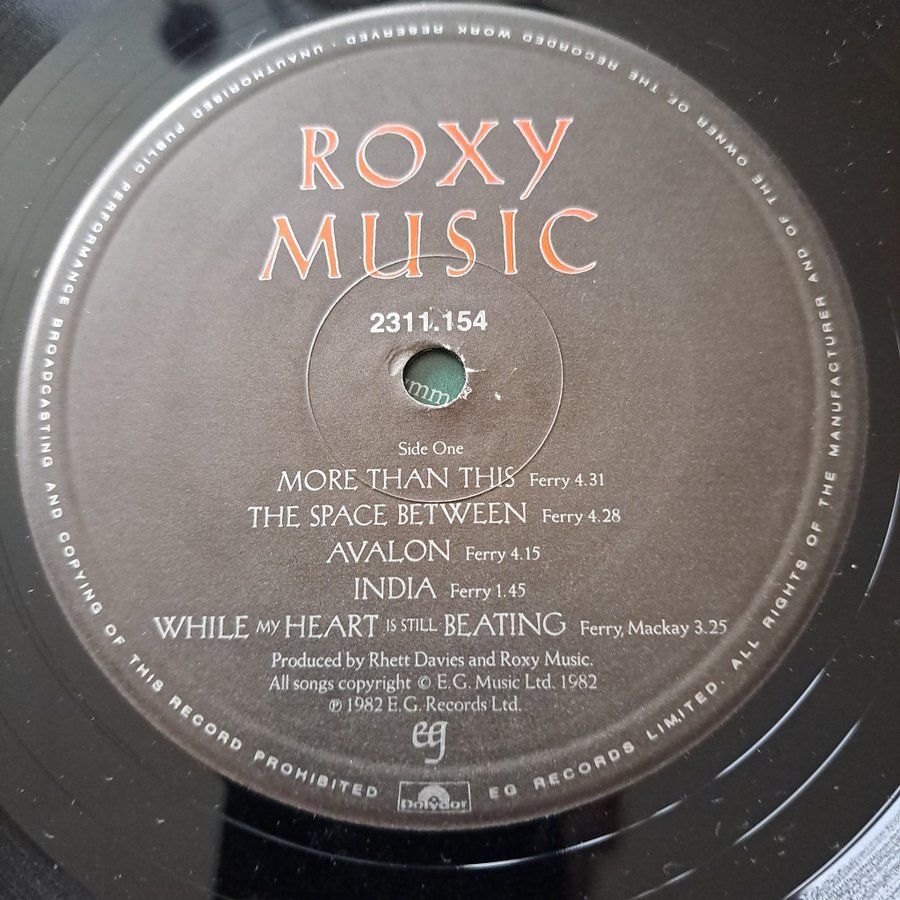 ROXY
MUSIC
2311.154
Side One
MORE THAN THIS Ferry 4.31
THE SPACE BETWEEN Ferry 4.28
AVALON Ferry 4.15
INDIA Ferry 1.45
WHILE MY HEART IS STILL BEATING Ferry, Mackay 3.25
Produced by Rhett Davies and Roxy Music.
All songs copyright © E.G. Music Ltd. 1982
℗ 1982 E.G. Records Ltd.
eg
Polydor
EG RECORDS LIMITED. ALL RIGHTS OF THE MANUFACTURER AND OF THE OWNER OF THE RECORDED WORK RESERVED · UNAUTHORISED PUBLIC PERFORMANCE BROADCASTING AND COPYING OF THIS RECORD PROHIBITED